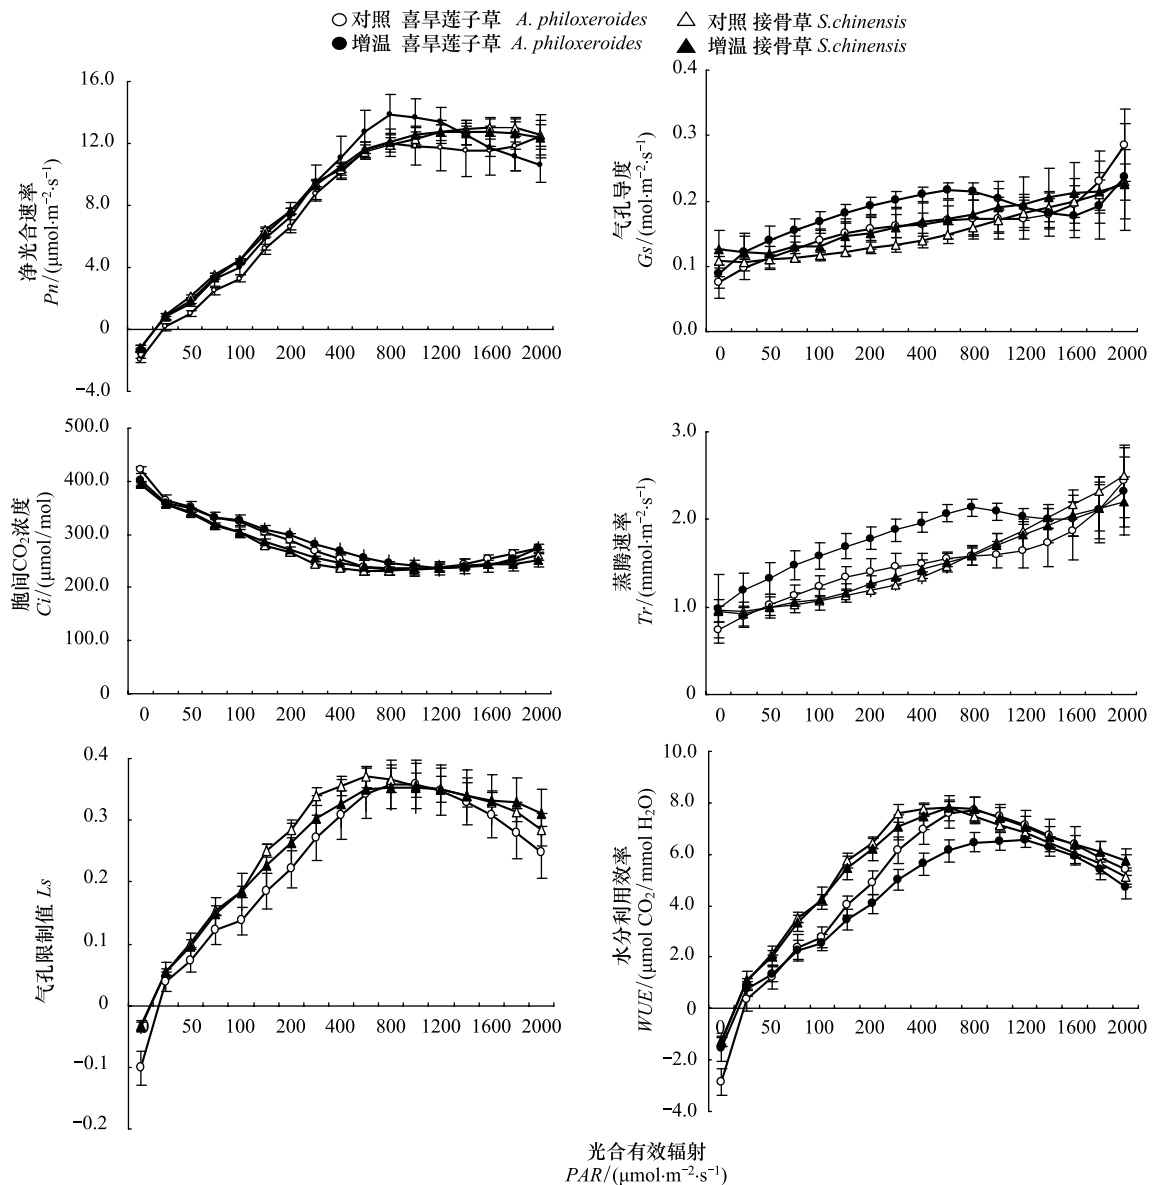 对照 喜旱莲子草 A. philoxeroides
对照 接骨草 S.chinensis
增温 喜旱莲子草 A. philoxeroides
增温 接骨草 S.chinensis
净光合速率
Pn/(μmol·m⁻²·s⁻¹)
16.0
12.0
8.0
4.0
0
−4.0
0 50 100 200 400 800 1200 1600 2000
气孔导度
Gs/(mol·m⁻²·s⁻¹)
0.4
0.3
0.2
0.1
0.0
0 50 100 200 400 800 1200 1600 2000
胞间CO₂浓度
Ci/(μmol/mol)
500.0
400.0
300.0
200.0
100.0
0
0 50 100 200 400 800 1200 1600 2000
蒸腾速率
Tr/(mmol·m⁻²·s⁻¹)
3.0
2.0
1.0
0
0 50 100 200 400 800 1200 1600 2000
气孔限制值 Ls
0.4
0.3
0.2
0.1
0
−0.1
−0.2
0 50 100 200 400 800 1200 1600 2000
水分利用效率
WUE/(μmol CO₂/mmol H₂O)
10.0
8.0
6.0
4.0
2.0
0
−2.0
−4.0
0 50 100 200 400 800 1200 1600 2000
光合有效辐射
PAR/(μmol·m⁻²·s⁻¹)